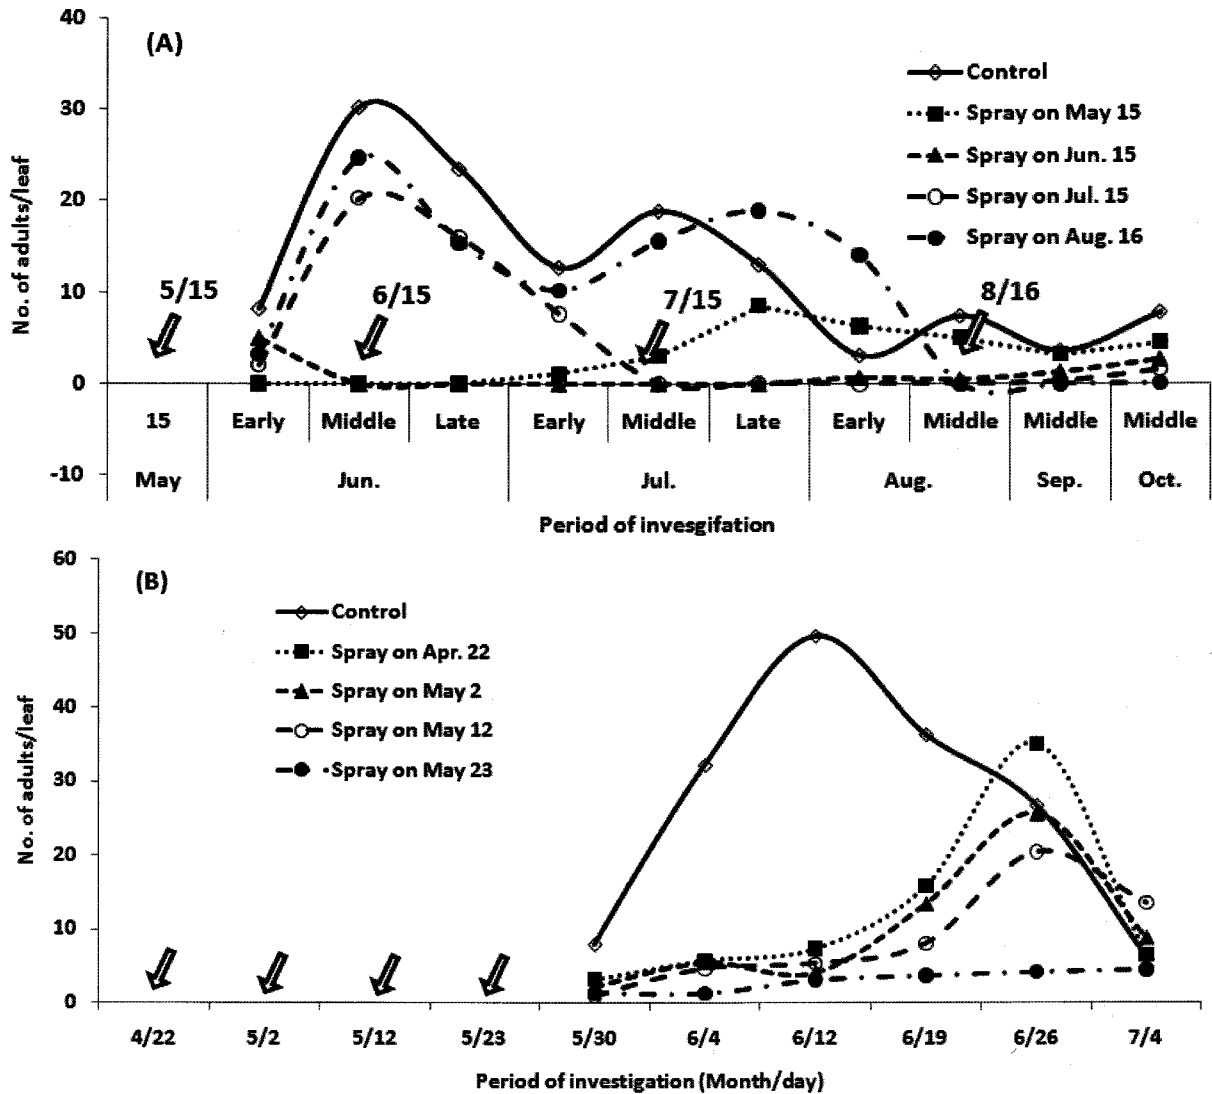 40
(A)
Control
30
Spray on May 15
Spray on Jun. 15
20
Spray on Jul. 15
Spray on Aug. 16
No. of adults/leaf
10
5/15
6/15
7/15
8/16
0
15 Early Middle Late Early Middle Late Early Middle Middle Middle
-10
May Jun. Jul. Aug. Sep. Oct.
Period of invesgifation
60
(B)
Control
50
Spray on Apr. 22
Spray on May 2
40
Spray on May 12
Spray on May 23
30
No. of adults/leaf
20
10
0
4/22 5/2 5/12 5/23 5/30 6/4 6/12 6/19 6/26 7/4
Period of investigation (Month/day)